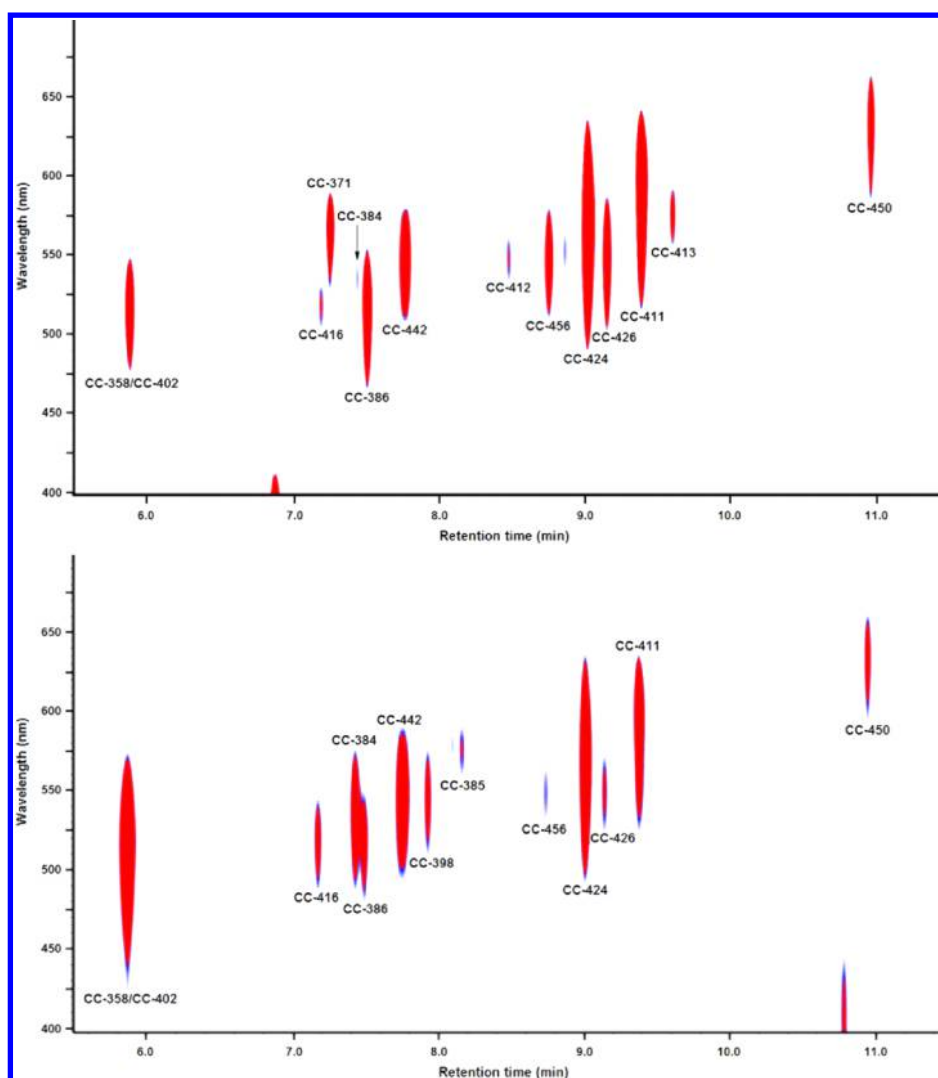 650
600
550
500
450
400
Wavelength (nm)
CC-371
CC-384
CC-416
CC-442
CC-358/CC-402
CC-386
CC-412
CC-456
CC-424
CC-426
CC-411
CC-413
CC-450
6.0 7.0 8.0 9.0 10.0 11.0
Retention time (min)
650
600
550
500
450
400
Wavelength (nm)
CC-411
CC-442
CC-384
CC-450
CC-385
CC-456
CC-426
CC-398
CC-416
CC-386
CC-424
CC-358/CC-402
6.0 7.0 8.0 9.0 10.0 11.0
Retention time (min)